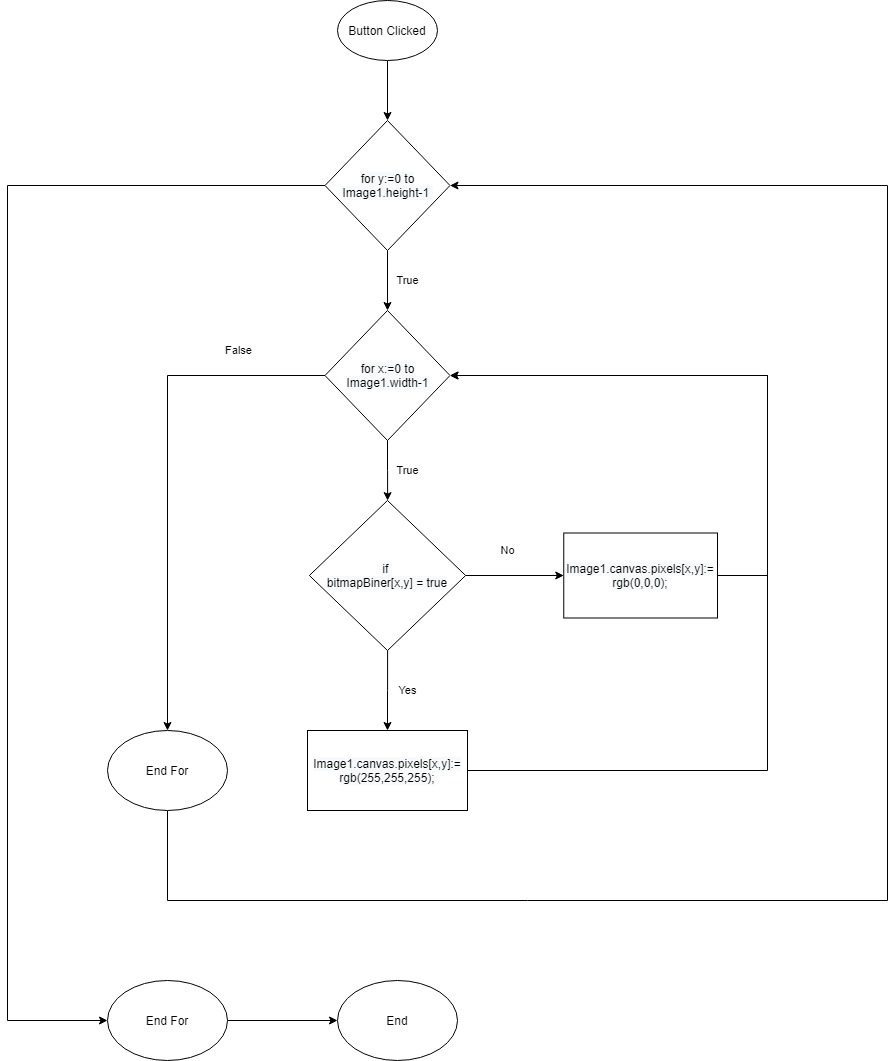 Button Clicked
for y:=0 to
Image1.height-1
True
False
for x:=0 to
Image1.width-1
True
No
if
bitmapBiner[x,y] = true
Image1.canvas.pixels[x,y]:=
rgb(0,0,0);
Yes
End For
Image1.canvas.pixels[x,y]:=
rgb(255,255,255);
End For
End